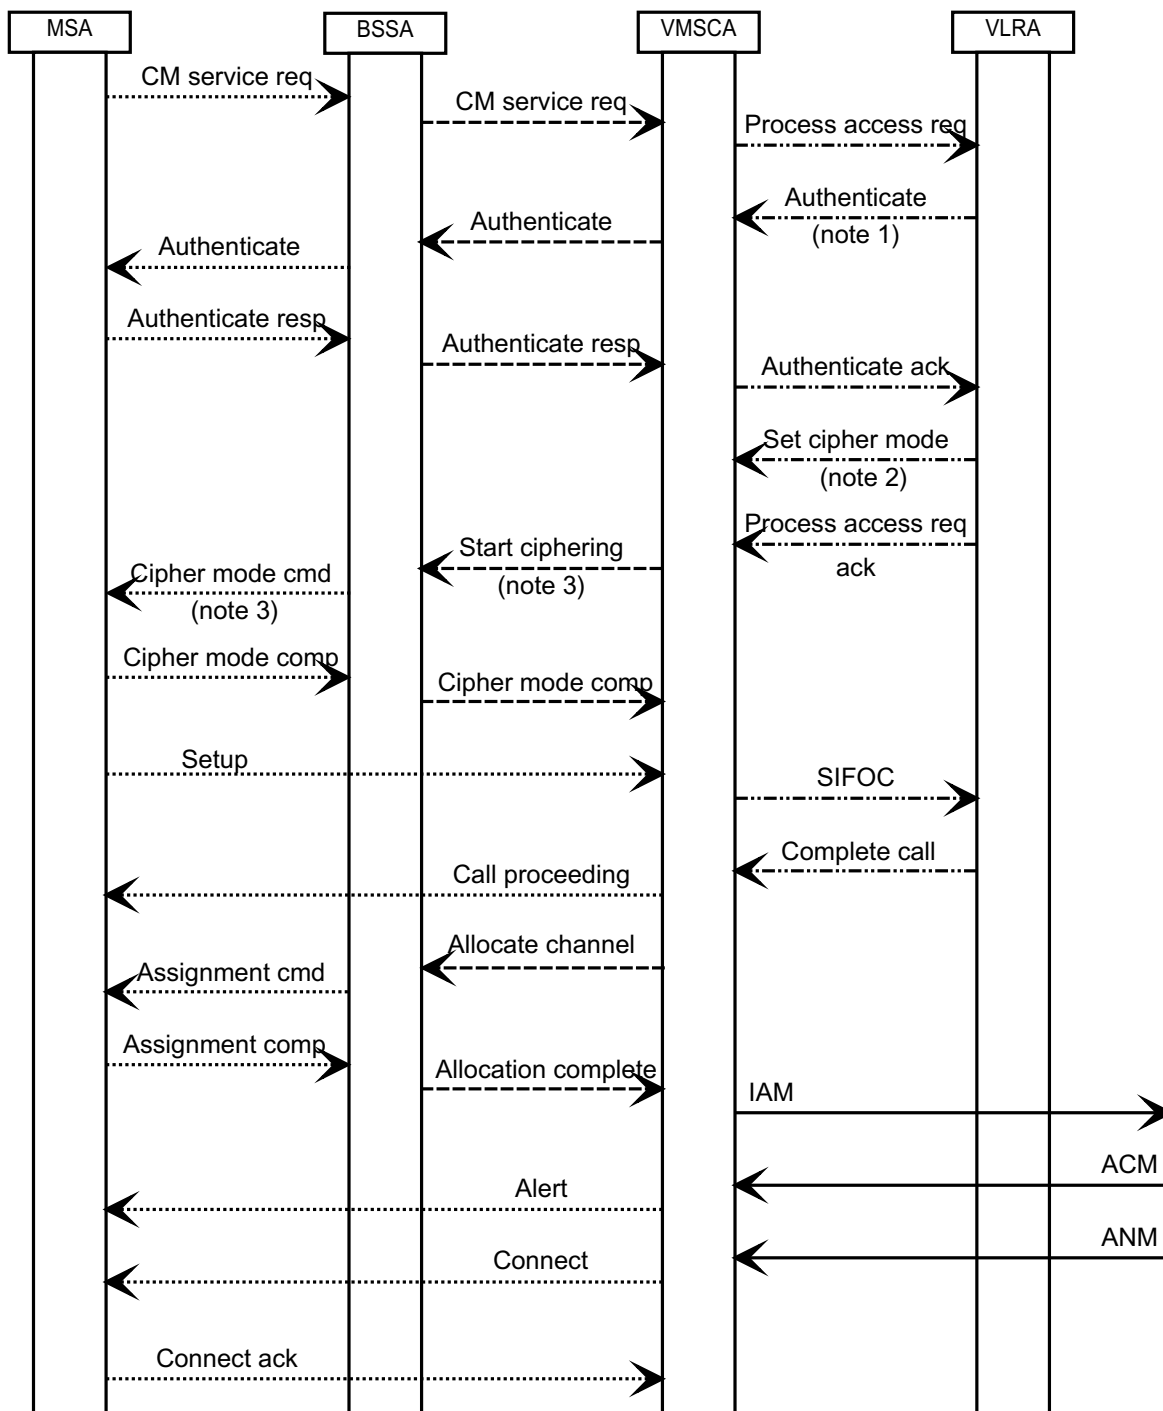 MSA
BSSA
VMSCA
VLRA
CM service req
CM service req
Process access req
Authenticate
(note 1)
Authenticate
Authenticate
Authenticate resp
Authenticate resp
Authenticate ack
Set cipher mode
(note 2)
Process access req
ack
Start ciphering
(note 3)
Cipher mode cmd
(note 3)
Cipher mode comp
Cipher mode comp
Setup
SIFOC
Complete call
Call proceeding
Allocate channel
Assignment cmd
Assignment comp
Allocation complete
IAM
ACM
Alert
ANM
Connect
Connect ack